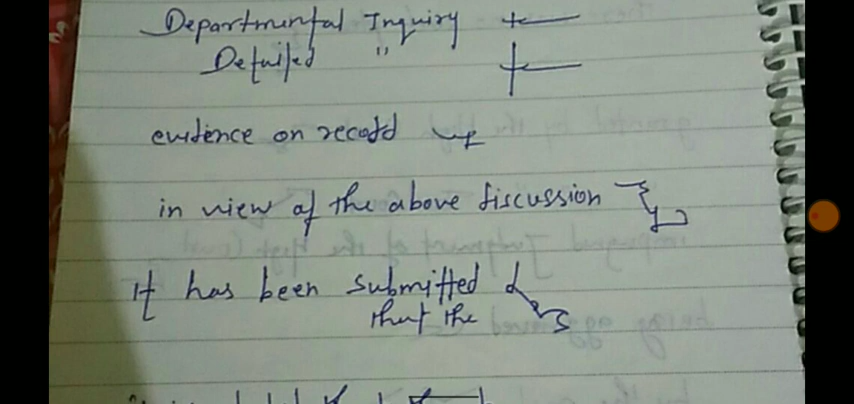 Departmental Inquiry
Detailed "
evidence on record
in view of the above discussion
It has been submitted
that the